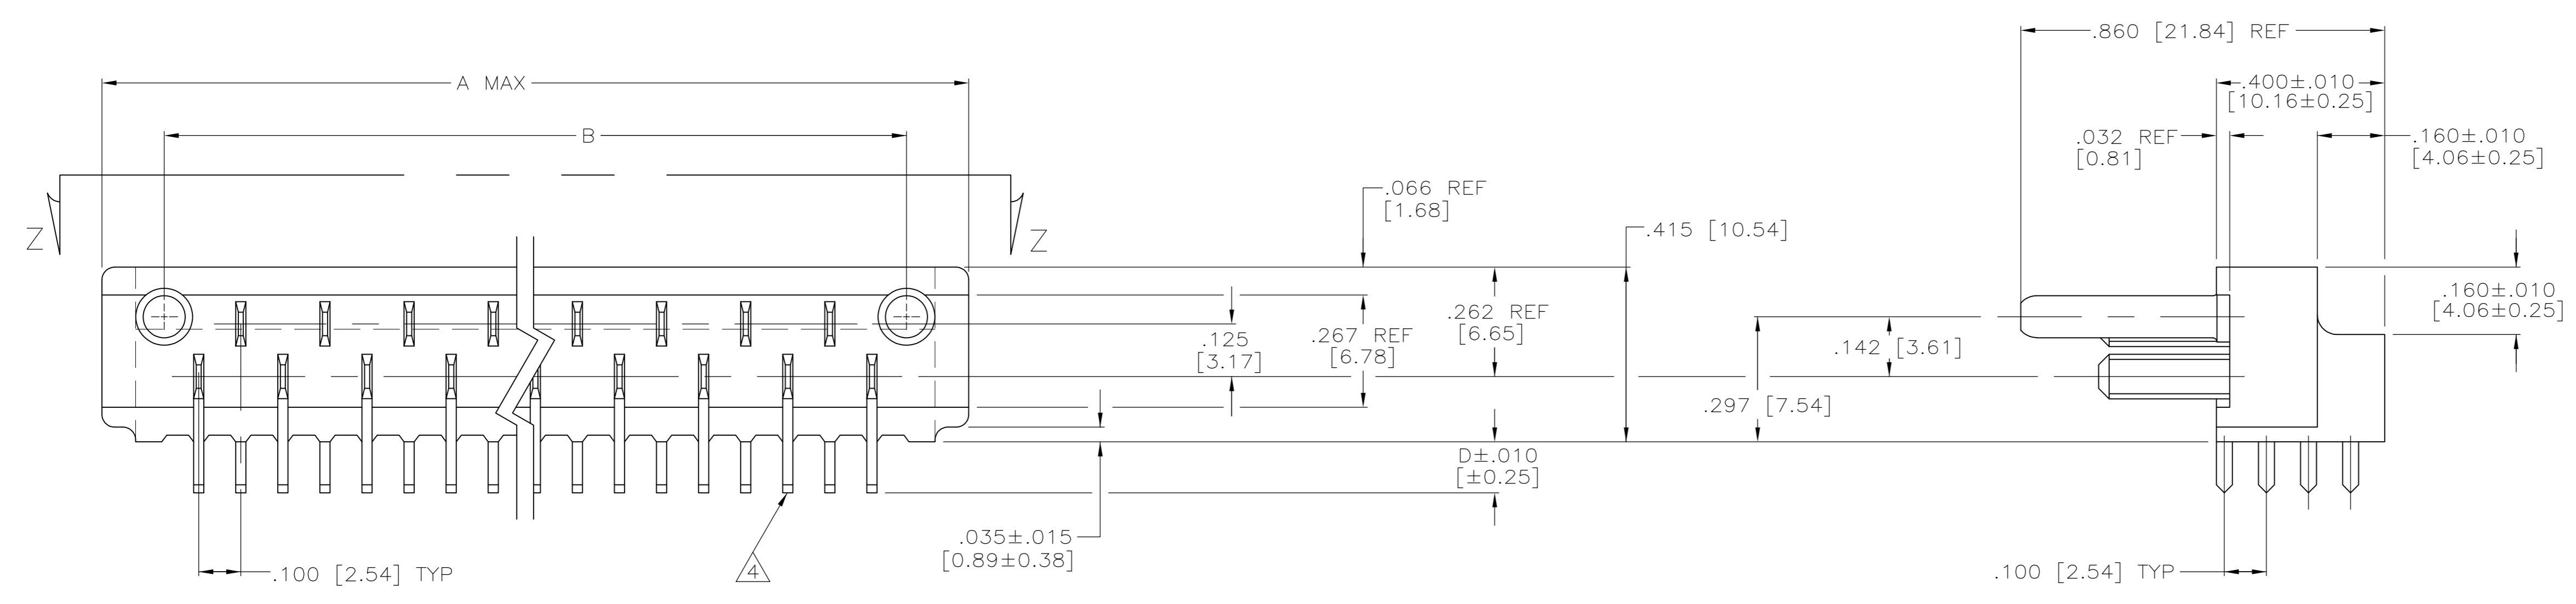 A MAX
B
Z
Z
.066 REF
[1.68]
.415 [10.54]
.262 REF
[6.65]
.267 REF
[6.78]
.125
[3.17]
D±.010
[±0.25]
.035±.015
[0.89±0.38]
4
.100 [2.54] TYP
.860 [21.84] REF
.400±.010
[10.16±0.25]
.032 REF
[0.81]
.160±.010
[4.06±0.25]
.160±.010
[4.06±0.25]
.142 [3.61]
.297 [7.54]
.100 [2.54] TYP